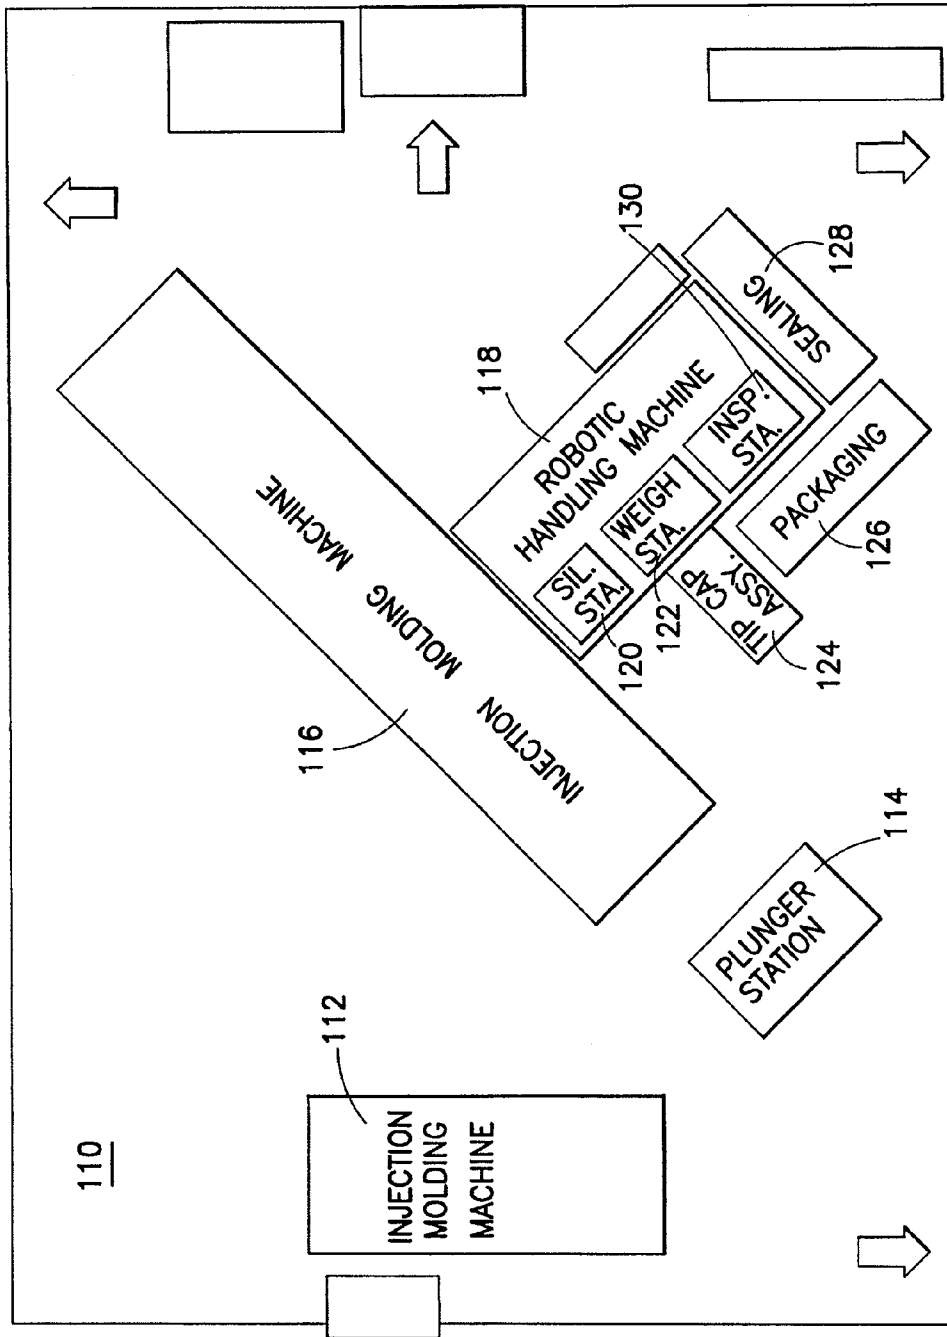 110
INJECTION
MOLDING
MACHINE
112
PLUNGER
STATION
114
INJECTION MOLDING MACHINE
116
ROBOTIC
HANDLING MACHINE
118
SIL.
STA.
120
WEIGH
STA.
122
INSP.
STA.
130
TIP CAP
ASSY.
124
PACKAGING
126
SEALING
128